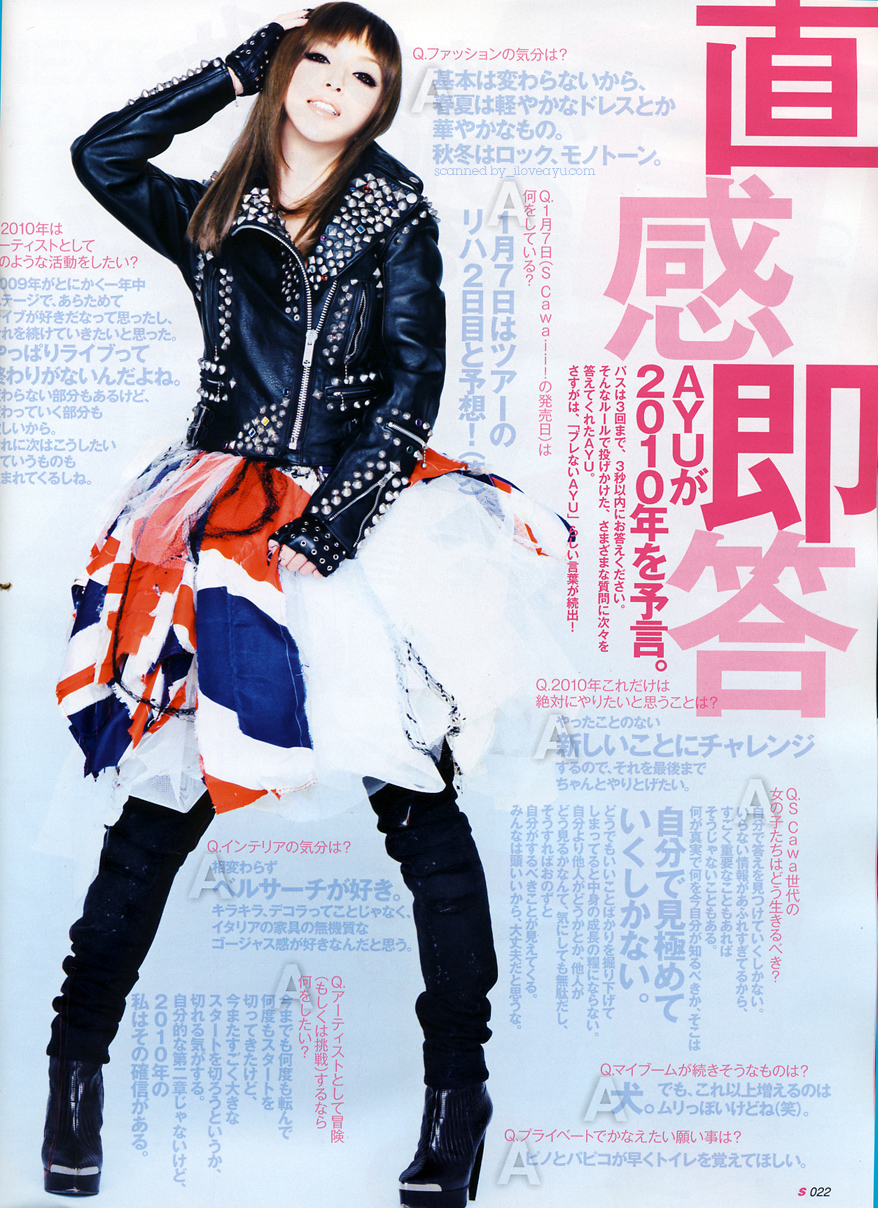 直感即答
AYUが
2010年を予言。
パスは3回まで、3秒以内にお答えください。
そんなルールで投げかけた、さまざまな質問に次々を
答えてくれたAYU。
さすがは、「ブレないAYU」らしい言葉が続出！
Q.ファッションの気分は？
A
基本は変わらないから、
春夏は軽やかなドレスとか
華やかなもの。
秋冬はロック、モノトーン。
scanned by_iloveayu.com
Q.1月7日(S Cawaii!の発売日)は
何をしている？
A
1月7日はツアーの
リハ2日目と予想！
2010年は
ーティストとして
のような活動をしたい？
009年がとにかく一年中
テージで、あらためて
イブが好きだなって思ったし、
れを続けていきたいと思った。
やっぱりライブって
終わりがないんだよね。
わらない部分もあるけど、
わっていく部分も
しいから。
れに次はこうしたい
ていうものも
まれてくるしね。
Q.2010年これだけは
絶対にやりたいと思うことは？
A
やったことのない
新しいことにチャレンジ
するので、それを最後まで
ちゃんとやりとげたい。
Q.S Cawa世代の
女の子たちはどう生きるべき？
A
自分で答えを見つけていくしかない。
いらない情報があふれすぎてるから、
すごく重要なこともあれば
そうじゃないこともある。
何が真実で何を今自分が知るべきか、そこは
自分で見極めて
いくしかない。
どうでもいいことばかりを掘り下げて
しまってると中身の成長の糧にならない。
自分より他人がどうかとか、他人が
どう見るかなんて、気にしても無駄だし、
そうすればおのずと
自分がするべきことが見えてくる。
みんなは頭いいから、大丈夫だと思うな。
Q.インテリアの気分は？
A
相変わらず
ベルサーチが好き。
キラキラ、デコラってことじゃなく、
イタリアの家具の無機質な
ゴージャス感が好きなんだと思う。
Q.アーティストとして冒険
(もしくは挑戦)するなら
何をしたい？
A
今までも何度も転んで
何度もスタートを
切ってきたけど、
今またすごく大きな
スタートを切ろうというか、
切れる気がする。
自分的な第二章じゃないけど、
2010年の
私はその確信がある。
Q.マイブームが続きそうなものは？
A
犬。でも、これ以上増えるのは
ムリっぽいけどね(笑)。
Q.プライベートでかなえたい願い事は？
A
ピノとパピコが早くトイレを覚えてほしい。
S 022